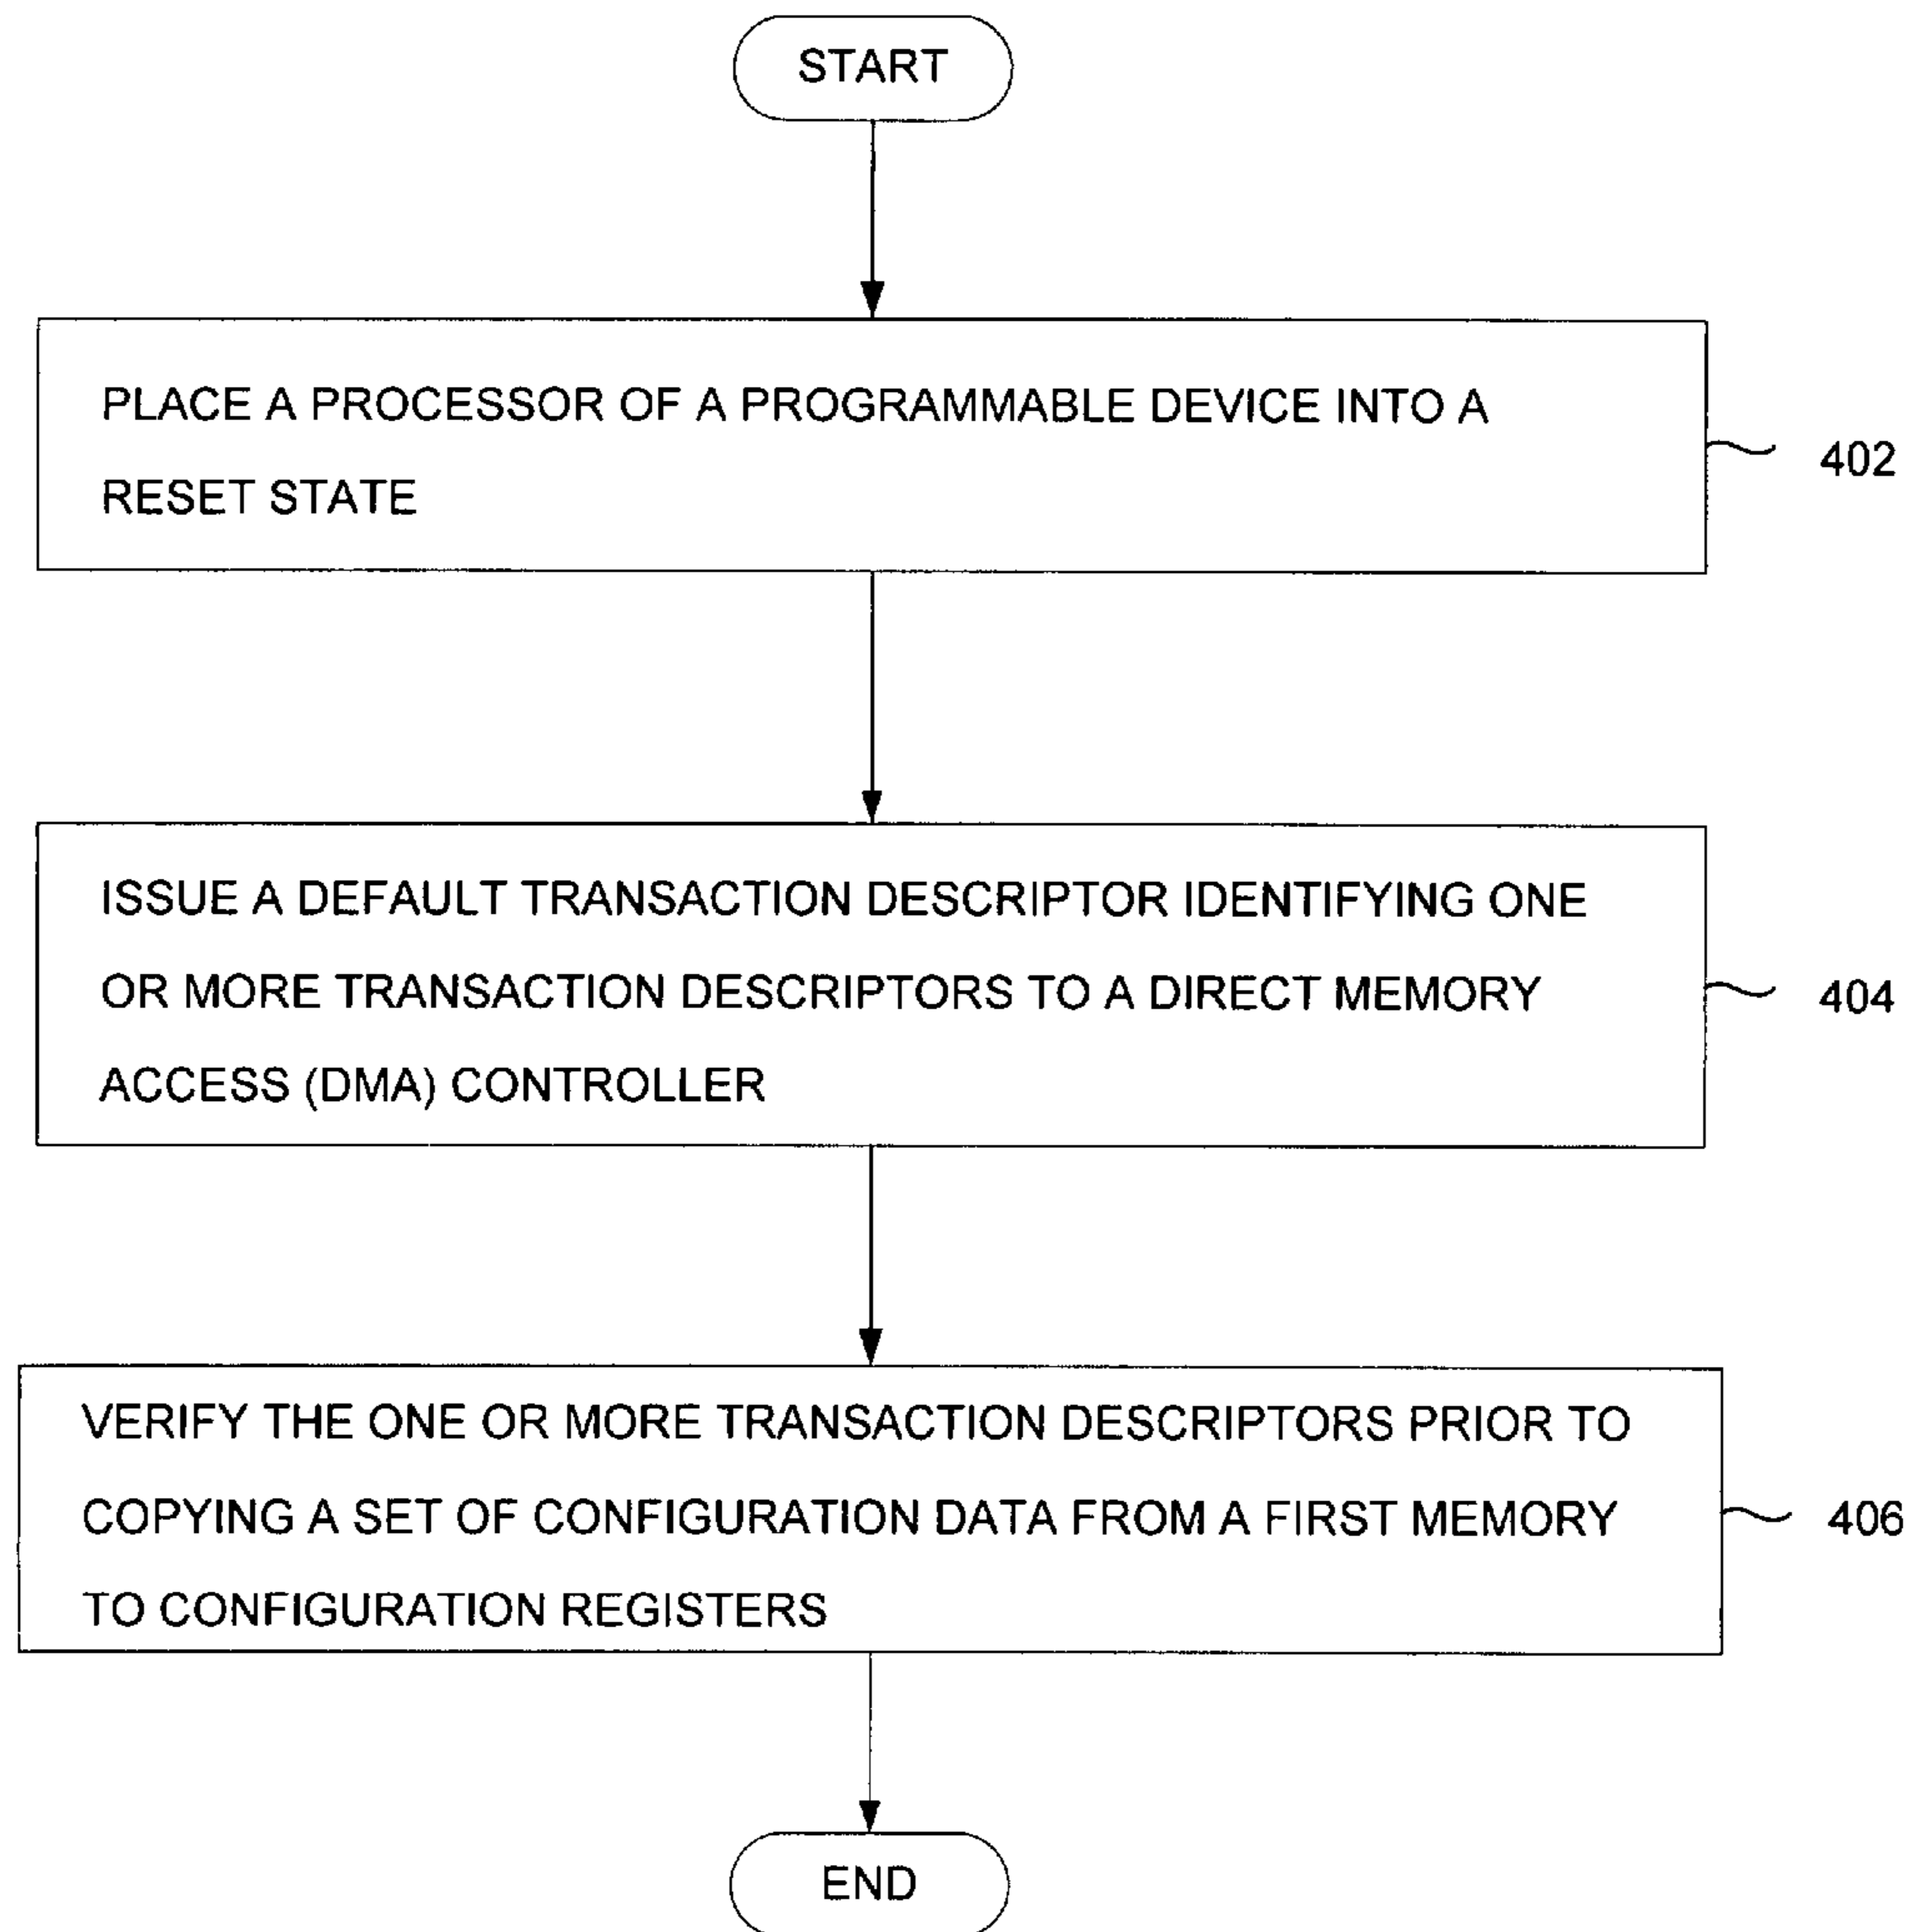 START
PLACE A PROCESSOR OF A PROGRAMMABLE DEVICE INTO A
RESET STATE
402
ISSUE A DEFAULT TRANSACTION DESCRIPTOR IDENTIFYING ONE
OR MORE TRANSACTION DESCRIPTORS TO A DIRECT MEMORY
ACCESS (DMA) CONTROLLER
404
VERIFY THE ONE OR MORE TRANSACTION DESCRIPTORS PRIOR TO
COPYING A SET OF CONFIGURATION DATA FROM A FIRST MEMORY
TO CONFIGURATION REGISTERS
406
END